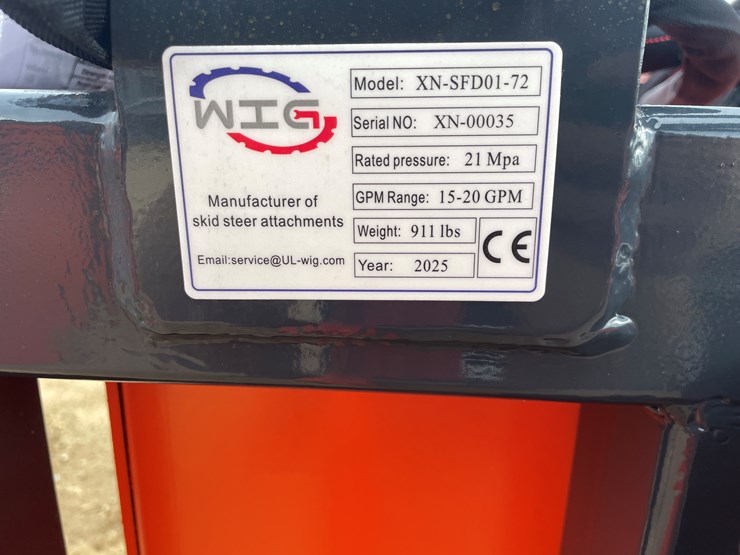 WIG
Manufacturer of
skid steer attachments
Email:service@UL-wig.com
Model: XN-SFD01-72
Serial NO: XN-00035
Rated pressure: 21 Mpa
GPM Range: 15-20 GPM
Weight: 911 lbs
Year: 2025
CE